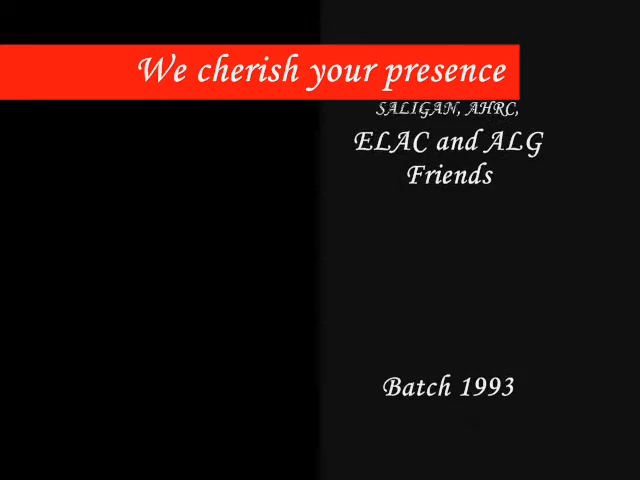 We cherish your presence
SALIGAN, AHRC,
ELAC and ALG
Friends
Batch 1993